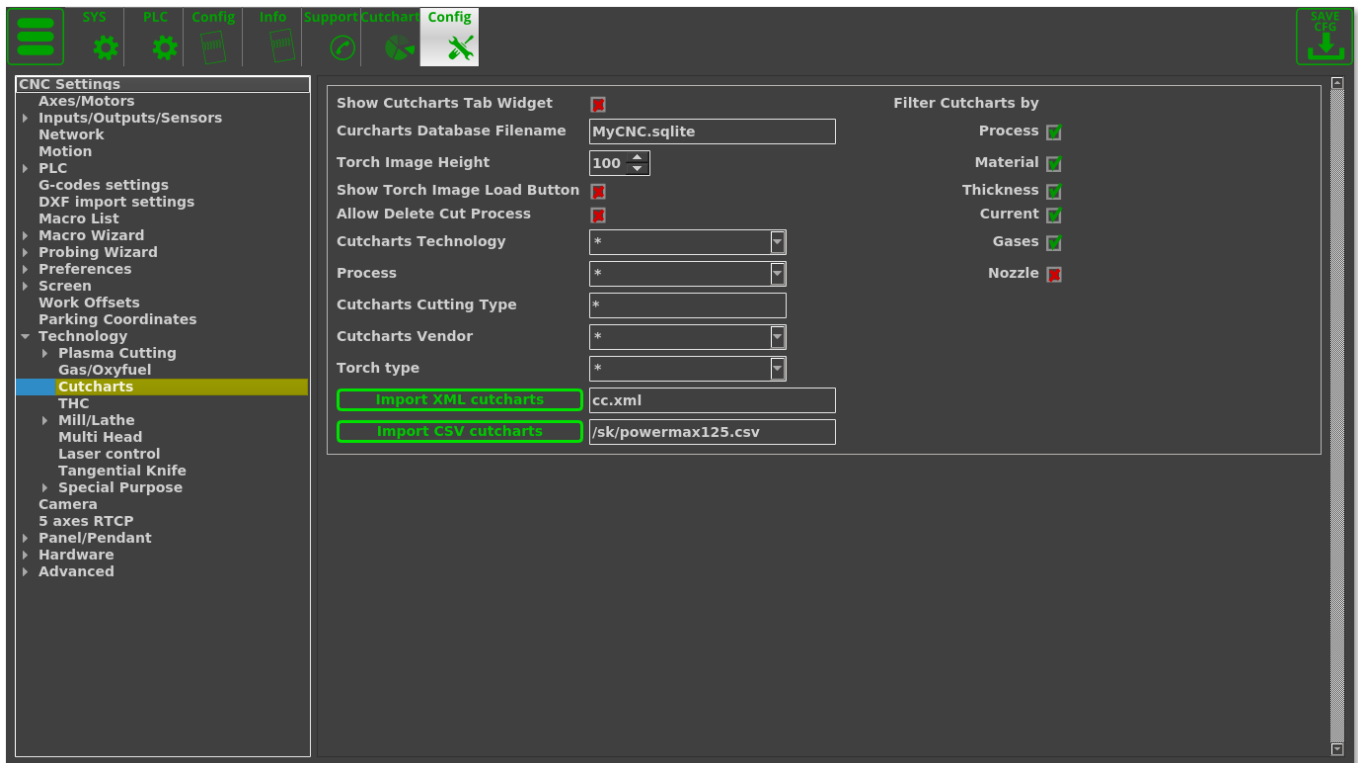 SYS PLC Config Info Support Cutchart Config SAVE
CFG
CNC Settings
Axes/Motors
Inputs/Outputs/Sensors
Network
Motion
PLC
G-codes settings
DXF import settings
Macro List
Macro Wizard
Probing Wizard
Preferences
Screen
Work Offsets
Parking Coordinates
Technology
Plasma Cutting
Gas/Oxyfuel
Cutcharts
THC
Mill/Lathe
Multi Head
Laser control
Tangential Knife
Special Purpose
Camera
5 axes RTCP
Panel/Pendant
Hardware
Advanced
Show Cutcharts Tab Widget
Curcharts Database Filename MyCNC.sqlite
Torch Image Height 100
Show Torch Image Load Button
Allow Delete Cut Process
Cutcharts Technology *
Process *
Cutcharts Cutting Type *
Cutcharts Vendor *
Torch type *
Import XML cutcharts cc.xml
Import CSV cutcharts /sk/powermax125.csv
Filter Cutcharts by
Process
Material
Thickness
Current
Gases
Nozzle